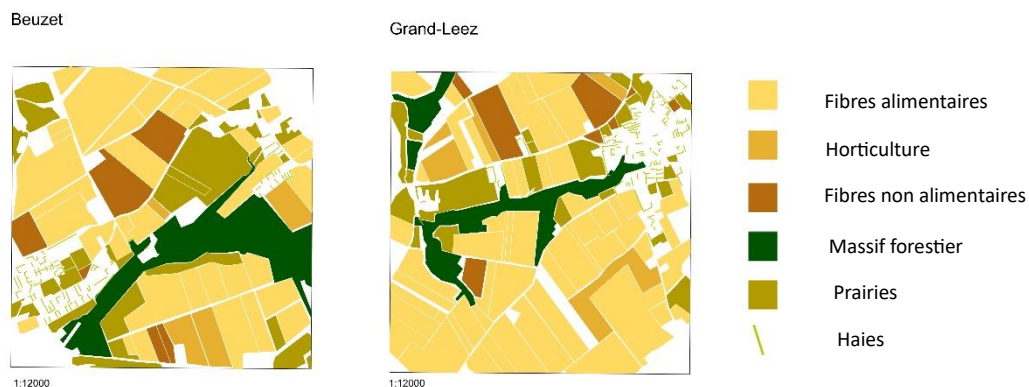 Beuzet
Grand-Leez
Fibres alimentaires
Horticulture
Fibres non alimentaires
Massif forestier
Prairies
Haies
1:12000
1:12000